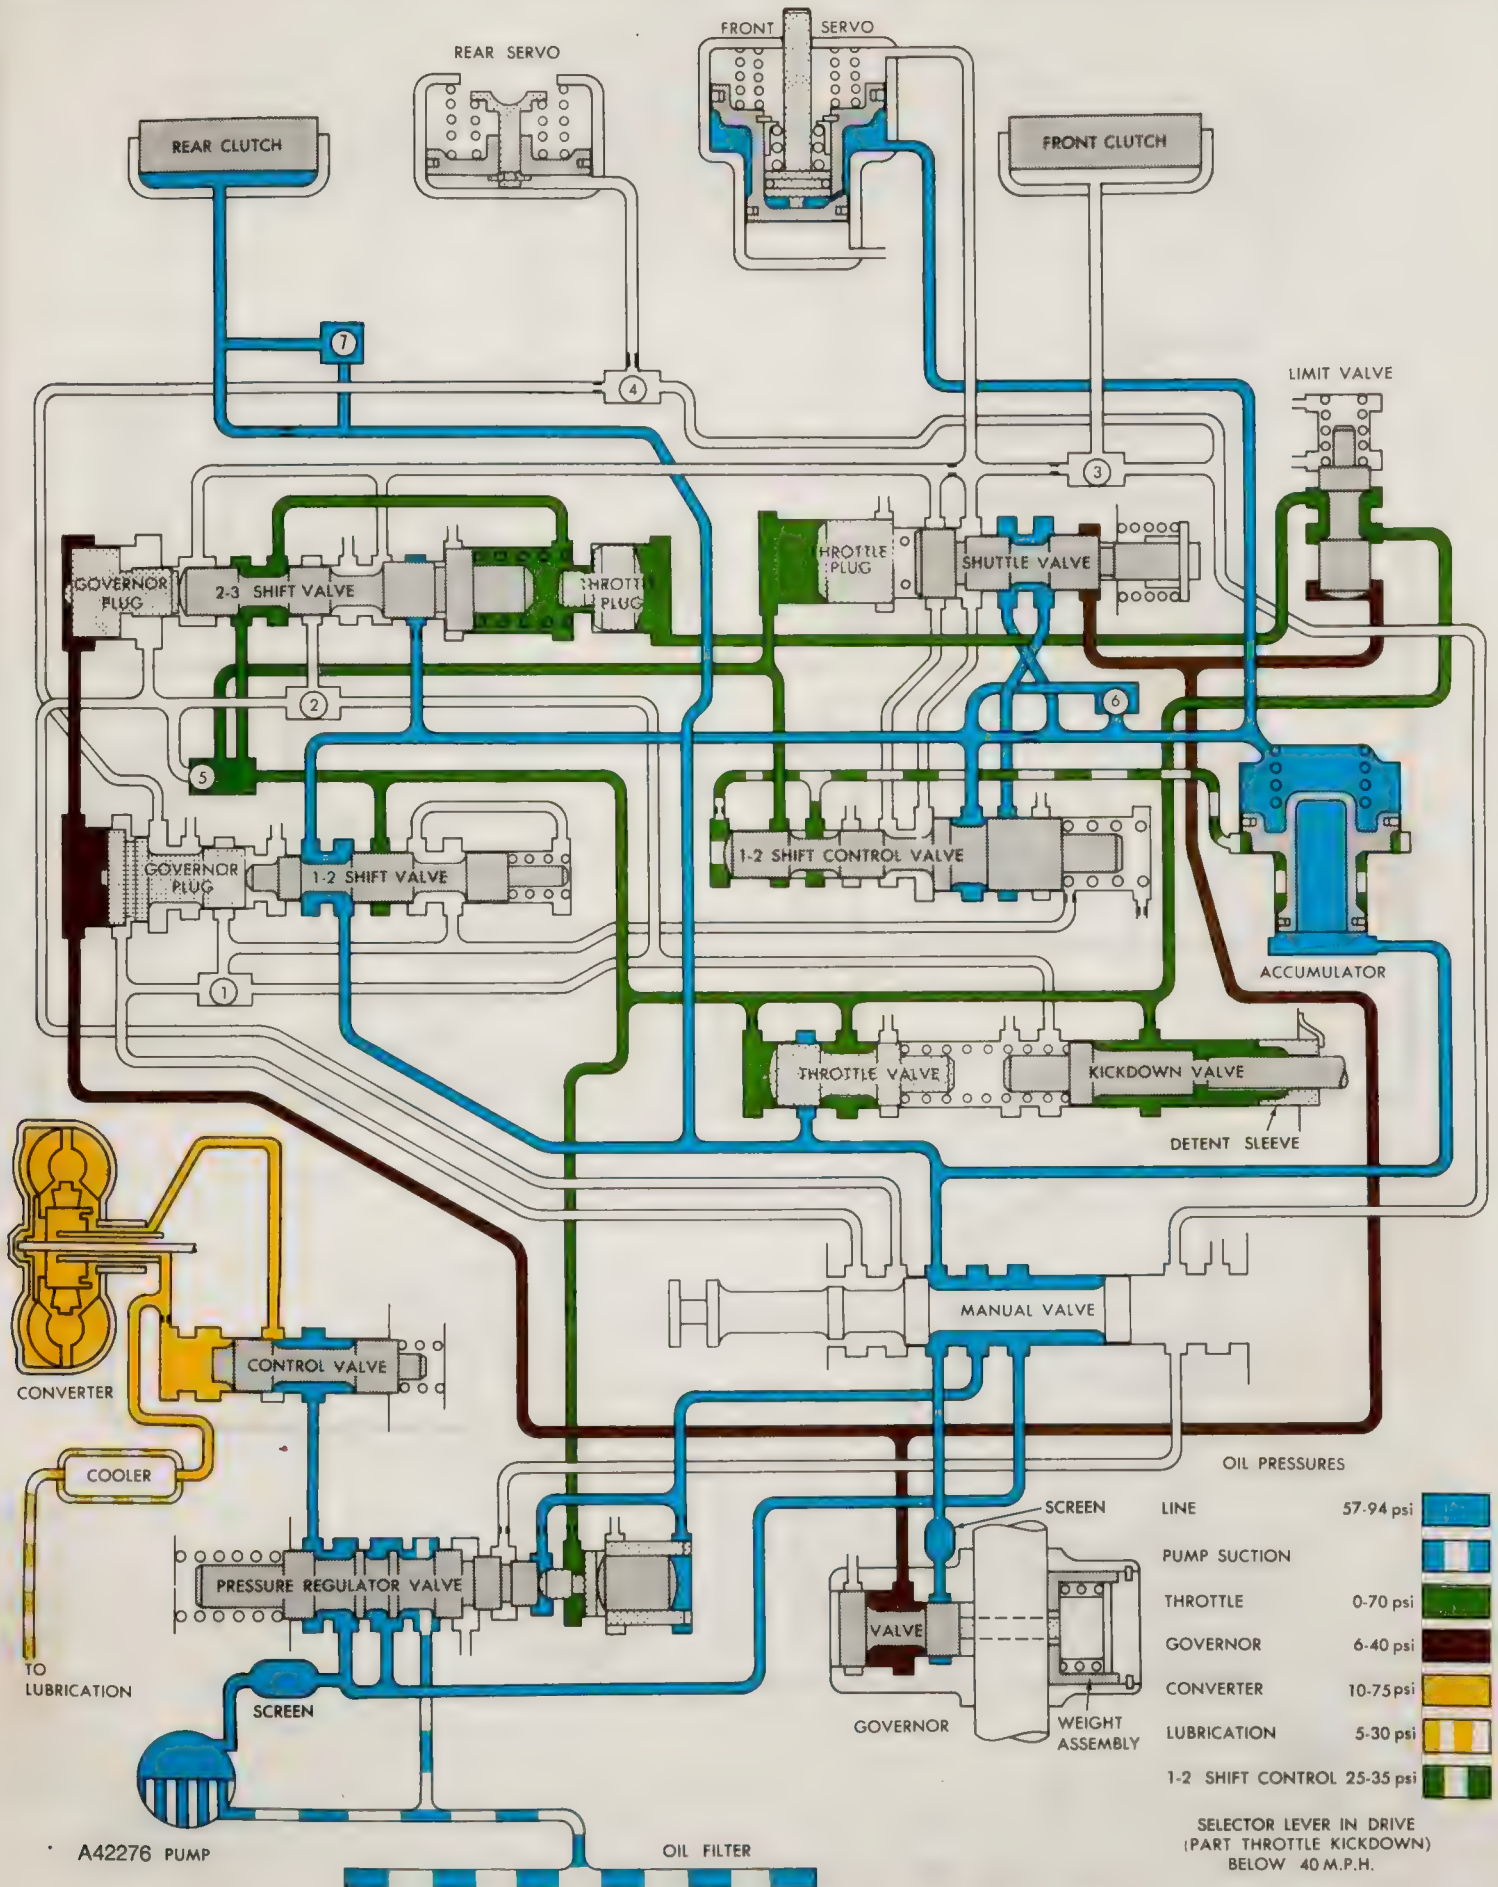 FRONT SERVO
REAR SERVO
REAR CLUTCH
FRONT CLUTCH
7
4
LIMIT VALVE
3
GOVERNOR
PLUG
2-3 SHIFT VALVE
THROTTLE
PLUG
THROTTLE
PLUG
SHUTTLE VALVE
2
6
5
GOVERNOR
PLUG
1-2 SHIFT VALVE
1-2 SHIFT CONTROL VALVE
ACCUMULATOR
1
THROTTLE VALVE
KICKDOWN VALVE
DETENT SLEEVE
MANUAL VALVE
CONTROL VALVE
CONVERTER
COOLER
OIL PRESSURES
SCREEN
LINE 57-94 psi
PUMP SUCTION
PRESSURE REGULATOR VALVE
THROTTLE 0-70 psi
VALVE
GOVERNOR 6-40 psi
TO
LUBRICATION
SCREEN
CONVERTER 10-75 psi
GOVERNOR
WEIGHT
ASSEMBLY
LUBRICATION 5-30 psi
1-2 SHIFT CONTROL 25-35 psi
SELECTOR LEVER IN DRIVE
(PART THROTTLE KICKDOWN)
BELOW 40 M.P.H.
A42276 PUMP
OIL FILTER